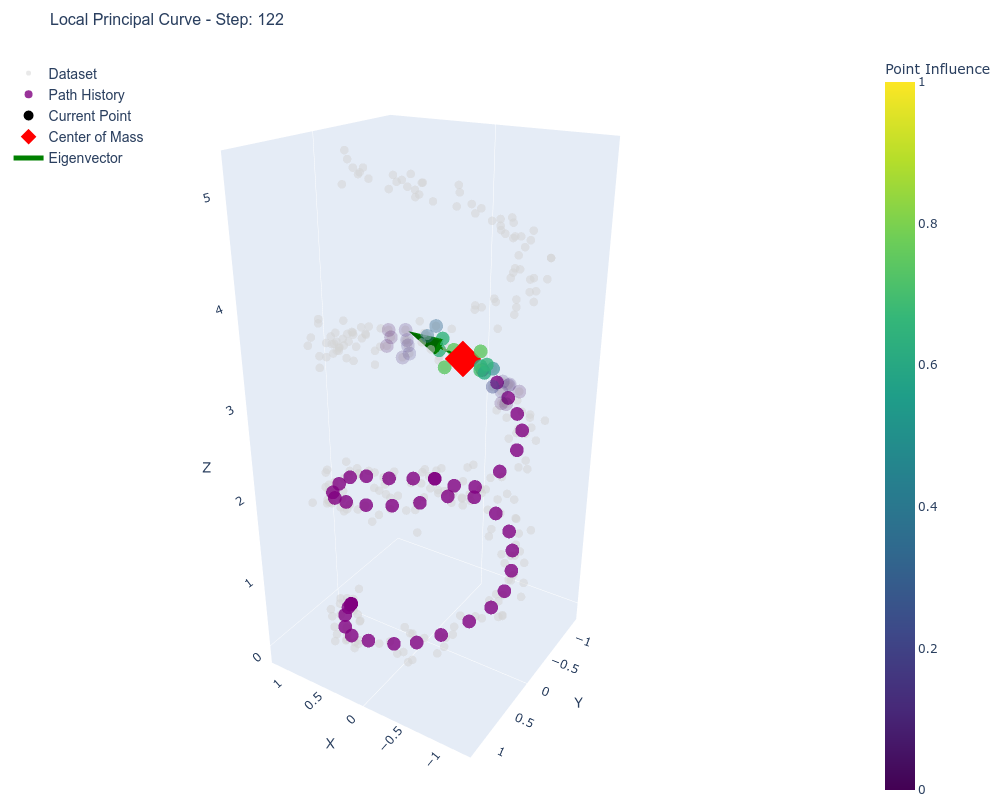 Local Principal Curve - Step: 122
Dataset
Path History
Current Point
Center of Mass
Eigenvector
Point Influence
1
0.8
0.6
0.4
0.2
0
5
4
3
2
1
0
Z
1
0.5
0
−0.5
−1
X
−1
−0.5
0
0.5
1
Y